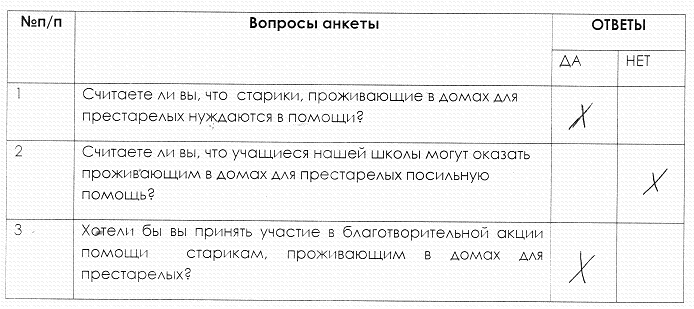 №п/п Вопросы анкеты ОТВЕТЫ
ДА НЕТ
1 Считаете ли вы, что старики, проживающие в домах для
престарелых нуждаются в помощи? X
2 Считаете ли вы, что учащиеся нашей школы могут оказать
проживающим в домах для престарелых посильную
помощь? X
3 Хотели бы вы принять участие в благотворительной акции
помощи старикам, проживающим в домах для
престарелых? X